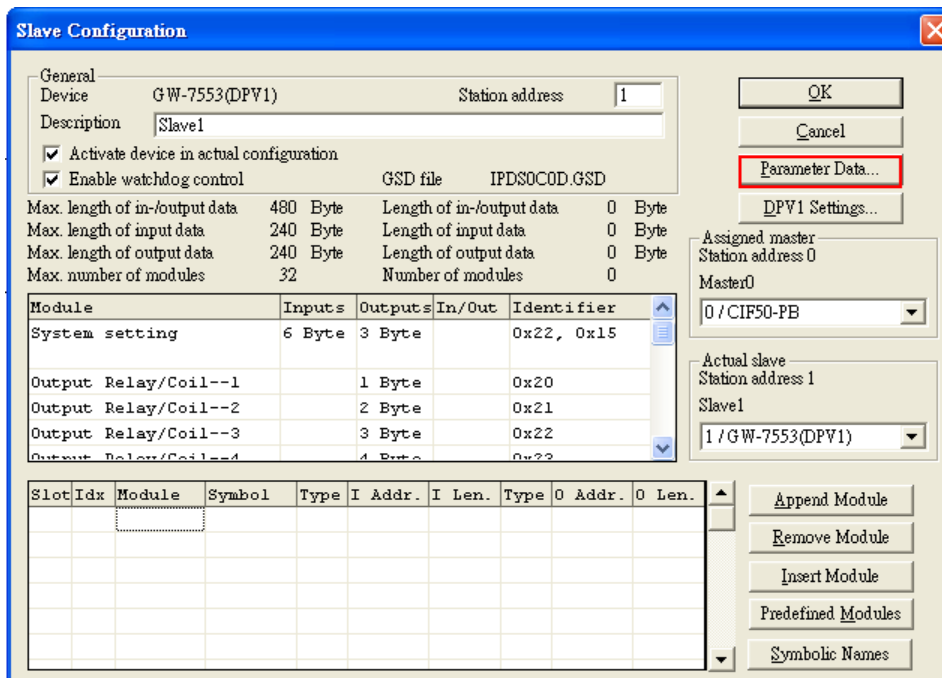 Slave Configuration
General
Device GW-7553(DPV1) Station address 1
Description Slave1
Activate device in actual configuration
Enable watchdog control GSD file IPDS0C0D.GSD
Max. length of in-/output data 480 Byte Length of in-/output data 0 Byte
Max. length of input data 240 Byte Length of input data 0 Byte
Max. length of output data 240 Byte Length of output data 0 Byte
Max. number of modules 32 Number of modules 0
OK
Cancel
Parameter Data...
DPV1 Settings...
Assigned master
Station address 0
Master0
0 / CIF50-PB
Actual slave
Station address 1
Slave1
1 / GW-7553(DPV1)
Module Inputs Outputs In/Out Identifier
System setting 6 Byte 3 Byte 0x22, 0x15
Output Relay/Coil--1 1 Byte 0x20
Output Relay/Coil--2 2 Byte 0x21
Output Relay/Coil--3 3 Byte 0x22
Output Relay/Coil--4 4 Byte 0x23
Slot Idx Module Symbol Type I Addr. I Len. Type O Addr. O Len.
Append Module
Remove Module
Insert Module
Predefined Modules
Symbolic Names